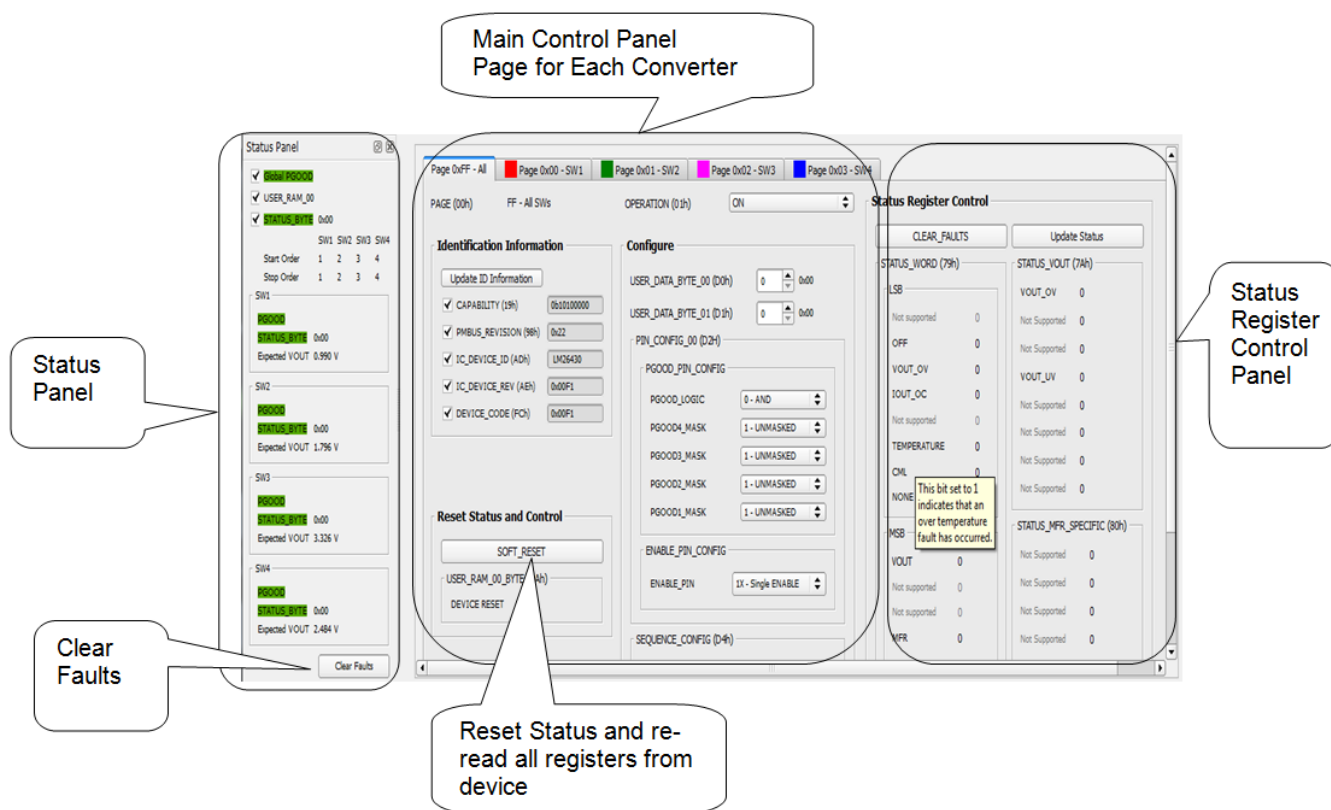 Main Control Panel
Page for Each Converter
Status Panel
Global PGOOD
USER_RAM_00
STATUS_BYTE 0x00
SW1 SW2 SW3 SW4
Start Order 1 2 3 4
Stop Order 1 2 3 4
SW1
PGOOD
STATUS_BYTE 0x00
Expected VOUT 0.990 V
SW2
PGOOD
STATUS_BYTE 0x00
Expected VOUT 1.796 V
SW3
PGOOD
STATUS_BYTE 0x00
Expected VOUT 3.326 V
SW4
PGOOD
STATUS_BYTE 0x00
Expected VOUT 2.484 V
Clear Faults
Page 0xFF - All Page 0x00 - SW1 Page 0x01 - SW2 Page 0x02 - SW3 Page 0x03 - SW4
PAGE (00h) FF - All SWs OPERATION (01h) ON
Identification Information
Update ID Information
CAPABILITY (19h) 0b10100000
PMBUS_REVISION (98h) 0x22
IC_DEVICE_ID (ADh) LM26430
IC_DEVICE_REV (AEh) 0x00F1
DEVICE_CODE (FCh) 0x00F1
Reset Status and Control
SOFT_RESET
USER_RAM_00_BYTE
Ah)
DEVICE RESET
Configure
USER_DATA_BYTE_00 (D0h) 0 0x00
USER_DATA_BYTE_01 (D1h) 0 0x00
PIN_CONFIG_00 (D2H)
PGOOD_PIN_CONFIG
PGOOD_LOGIC 0 - AND
PGOOD4_MASK 1 - UNMASKED
PGOOD3_MASK 1 - UNMASKED
PGOOD2_MASK 1 - UNMASKED
PGOOD1_MASK 1 - UNMASKED
ENABLE_PIN_CONFIG
ENABLE_PIN 1X - Single ENABLE
SEQUENCE_CONFIG (D4h)
Status Register Control
CLEAR_FAULTS Update Status
STATUS_WORD (79h)
LSB
Not supported 0
OFF 0
VOUT_OV 0
IOUT_OC 0
Not supported 0
TEMPERATURE 0
CML 0
NONE
This bit set to 1
indicates that an
over temperature
fault has occurred.
MSB
VOUT 0
Not supported 0
Not supported 0
MFR 0
STATUS_VOUT (7Ah)
VOUT_OV 0
Not Supported 0
Not Supported 0
VOUT_UV 0
Not Supported 0
Not Supported 0
Not Supported 0
Not Supported 0
STATUS_MFR_SPECIFIC (80h)
Not Supported 0
Not Supported 0
Not Supported 0
Not Supported 0
Status
Panel
Clear
Faults
Reset Status and re-
read all registers from
device
Status
Register
Control
Panel